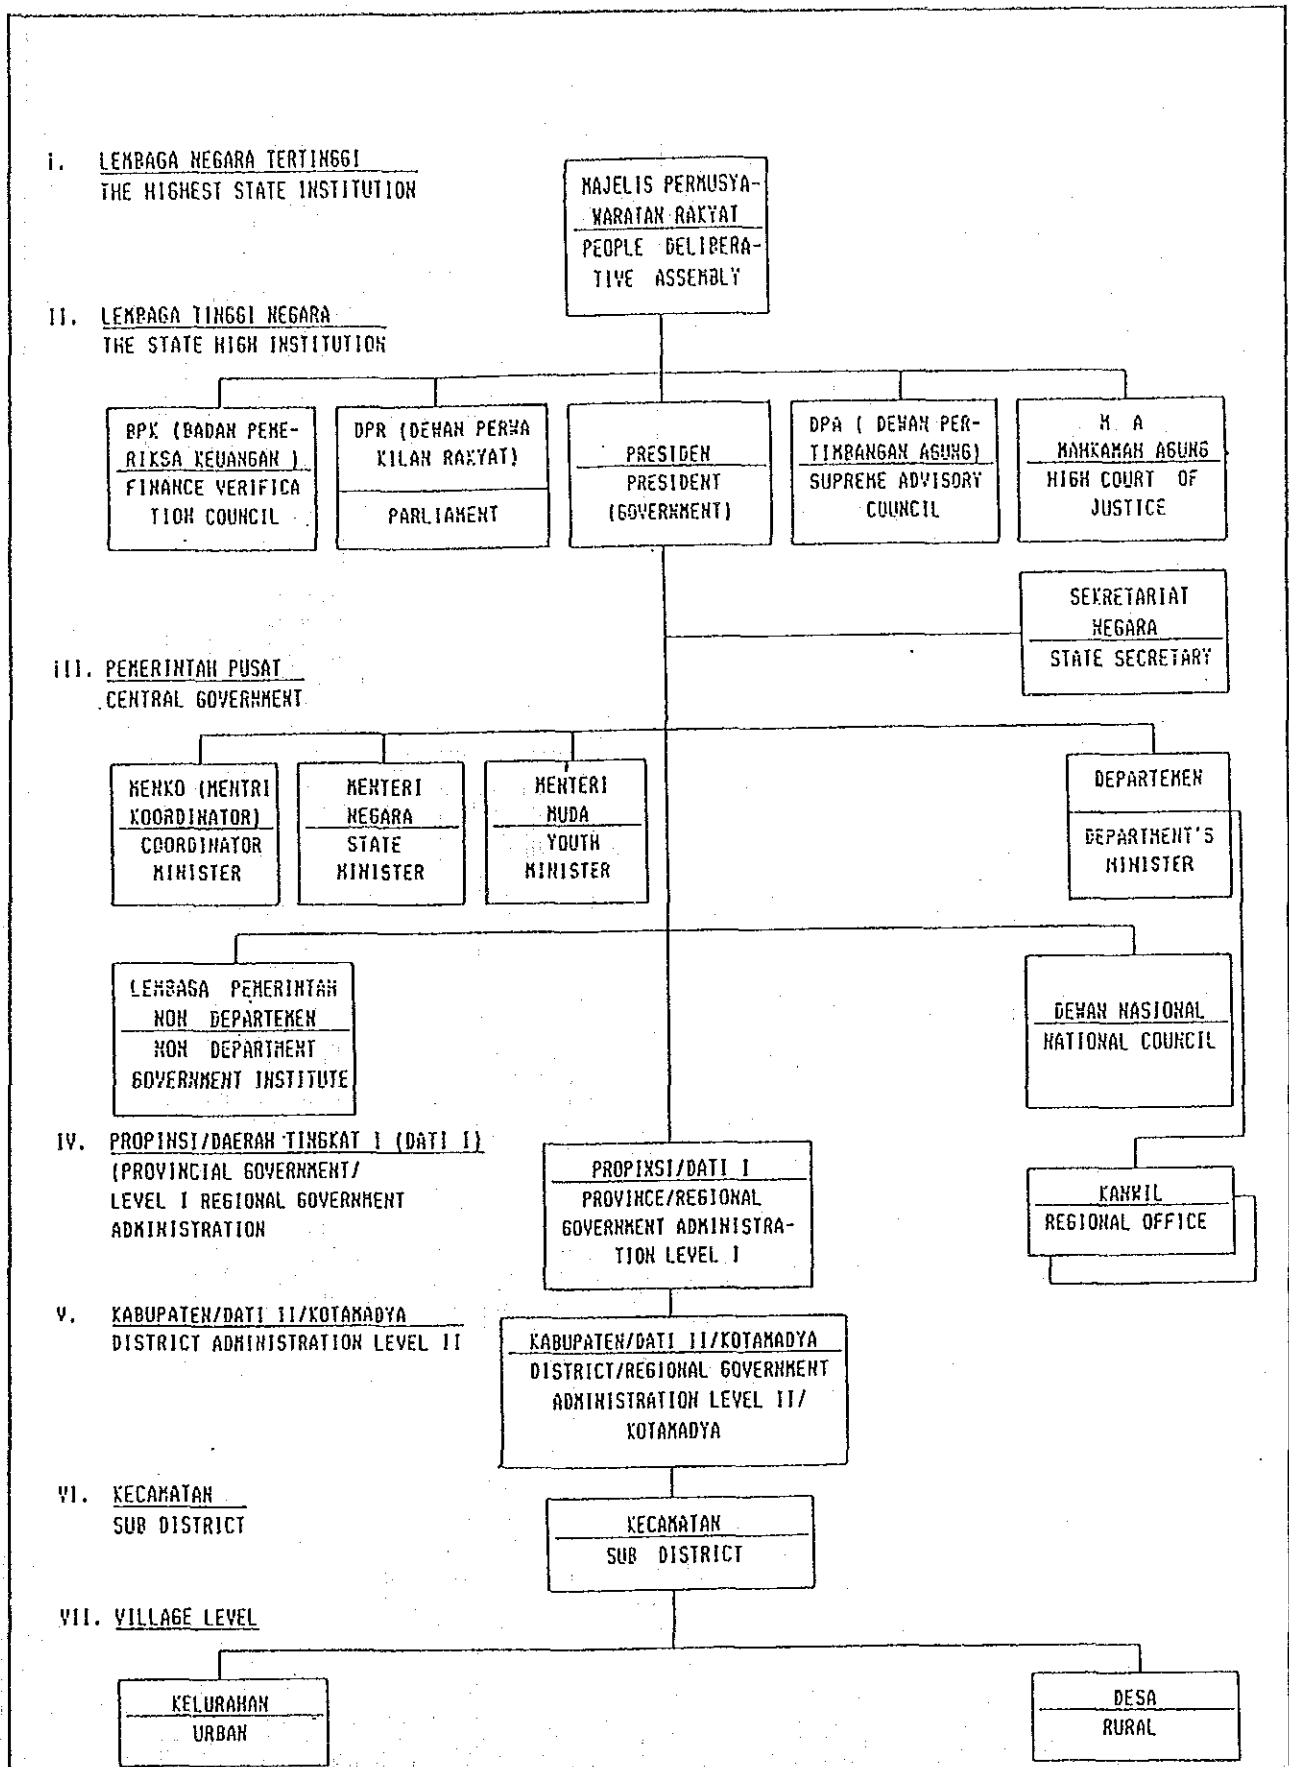 i. LEMBAGA NEGARA TERTINGGI
THE HIGHEST STATE INSTITUTION
MAJELIS PERMUSYA-
WARATAN RAKYAT
PEOPLE DELIBERA-
TIVE ASSEMBLY
II. LEMBAGA TINGGI NEGARA
THE STATE HIGH INSTITUTION
BPK (BADAN PEME-
RIKSA KEUANGAN )
FINANCE VERIFICA
TION COUNCIL
DPR (DEWAN PERWA
KILAN RAKYAT)
PARLIAMENT
PRESIDEN
PRESIDENT
(GOVERNMENT)
DPA ( DEWAN PER-
TIMBANGAN AGUNG)
SUPREME ADVISORY
COUNCIL
M A
MAHKAMAH AGUNG
HIGH COURT OF
JUSTICE
SEKRETARIAT
NEGARA
STATE SECRETARY
iII. PEMERINTAH PUSAT
CENTRAL GOVERNMENT
MENKO (MENTRI
KOORDINATOR)
COORDINATOR
MINISTER
MENTERI
NEGARA
STATE
MINISTER
MENTERI
MUDA
YOUTH
MINISTER
DEPARTEMEN
DEPARTMENT'S
MINISTER
LEMBAGA PEMERINTAH
NON DEPARTEMEN
NON DEPARTMENT
GOVERNMENT INSTITUTE
DEWAN NASIONAL
NATIONAL COUNCIL
IV. PROPINSI/DAERAH TINGKAT I (DATI I)
(PROVINCIAL GOVERNMENT/
LEVEL I REGIONAL GOVERNMENT
ADMINISTRATION
PROPINSI/DATI I
PROVINCE/REGIONAL
GOVERNMENT ADMINISTRA-
TION LEVEL I
KANWIL
REGIONAL OFFICE
V. KABUPATEN/DATI II/KOTAMADYA
DISTRICT ADMINISTRATION LEVEL II
KABUPATEN/DATI II/KOTAMADYA
DISTRICT/REGIONAL GOVERNMENT
ADMINISTRATION LEVEL II/
KOTAMADYA
VI. KECAMATAN
SUB DISTRICT
KECAMATAN
SUB DISTRICT
VII. VILLAGE LEVEL
KELURAHAN
URBAN
DESA
RURAL